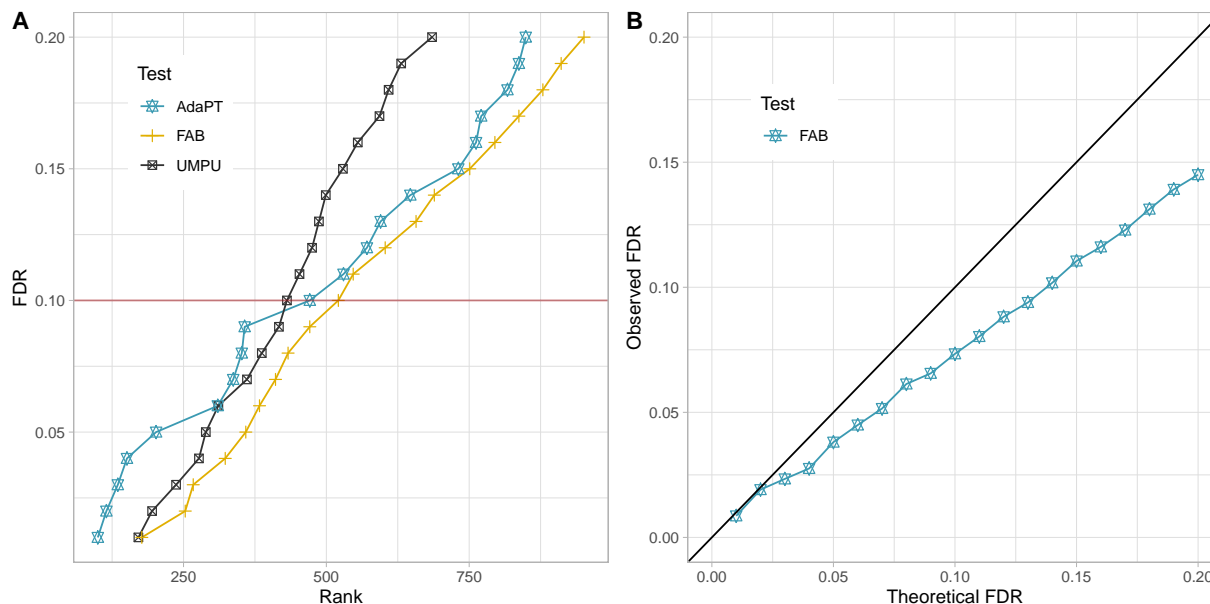 A
0.20
0.15
0.10
0.05
FDR
Test
AdaPT
FAB
UMPU
250
500
750
Rank
B
0.20
0.15
0.10
0.05
0.00
Observed FDR
Test
FAB
0.00
0.05
0.10
0.15
0.20
Theoretical FDR